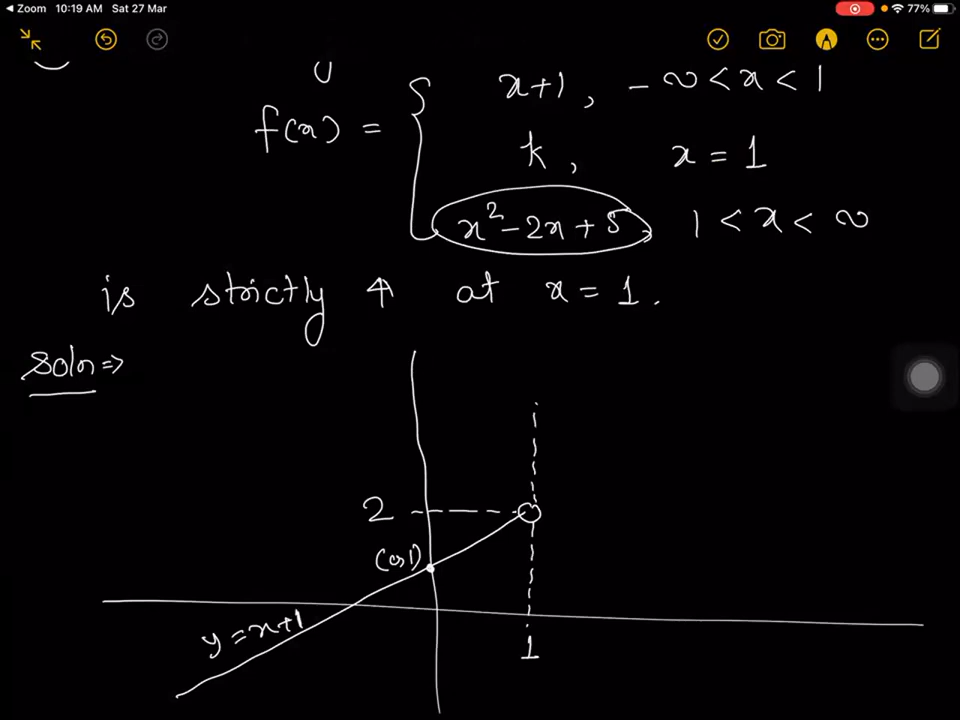 Zoom 10:19 AM Sat 27 Mar 77%
x+1, -∞ < x < 1
f(x) = { k, x = 1
x² - 2x + 5, 1 < x < ∞
is strictly ↑ at x = 1.
Soln ⇒
2
(0,1)
y = x+1
1